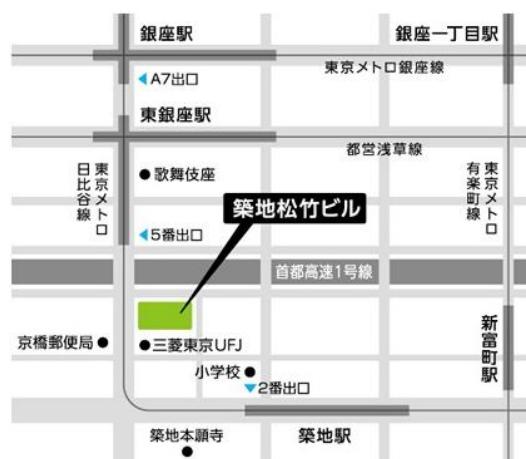 銀座駅
銀座一丁目駅
東京メトロ銀座線
A7出口
東銀座駅
都営浅草線
東京メトロ
日比谷線
歌舞伎座
東京メトロ
有楽町線
築地松竹ビル
5番出口
首都高速1号線
京橋郵便局
三菱東京UFJ
新富町駅
小学校
2番出口
築地本願寺
築地駅